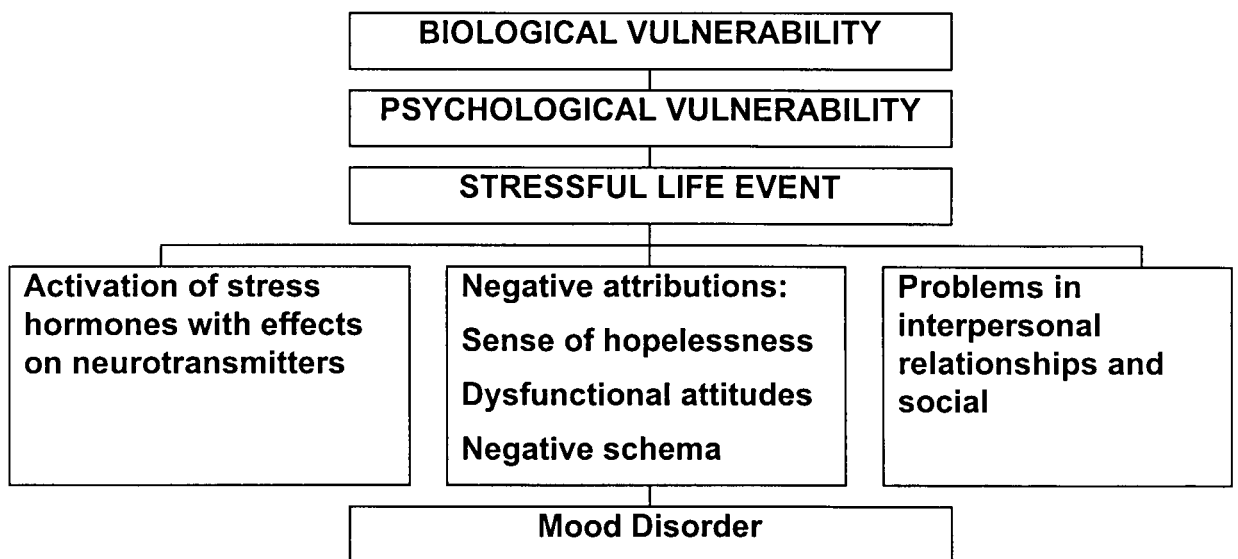 BIOLOGICAL VULNERABILITY
PSYCHOLOGICAL VULNERABILITY
STRESSFUL LIFE EVENT
Activation of stress
hormones with effects
on neurotransmitters
Negative attributions:
Sense of hopelessness
Dysfunctional attitudes
Negative schema
Problems in
interpersonal
relationships and
social
Mood Disorder